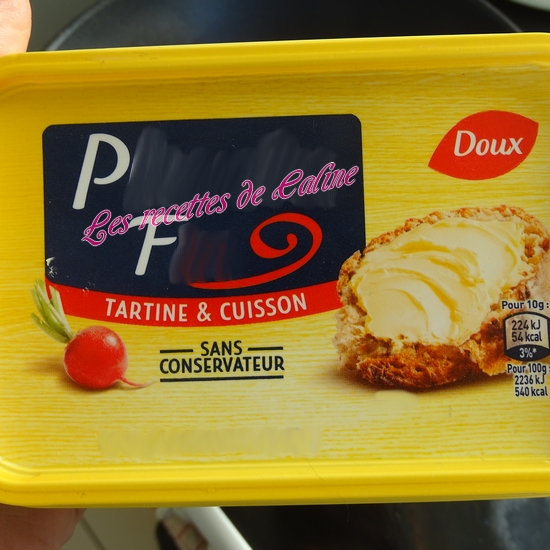 Doux
P
Les recettes de Caline
F
TARTINE & CUISSON
SANS
CONSERVATEUR
Pour 10g :
224 kJ
54 kcal
3%*
Pour 100g :
2236 kJ
540 kcal